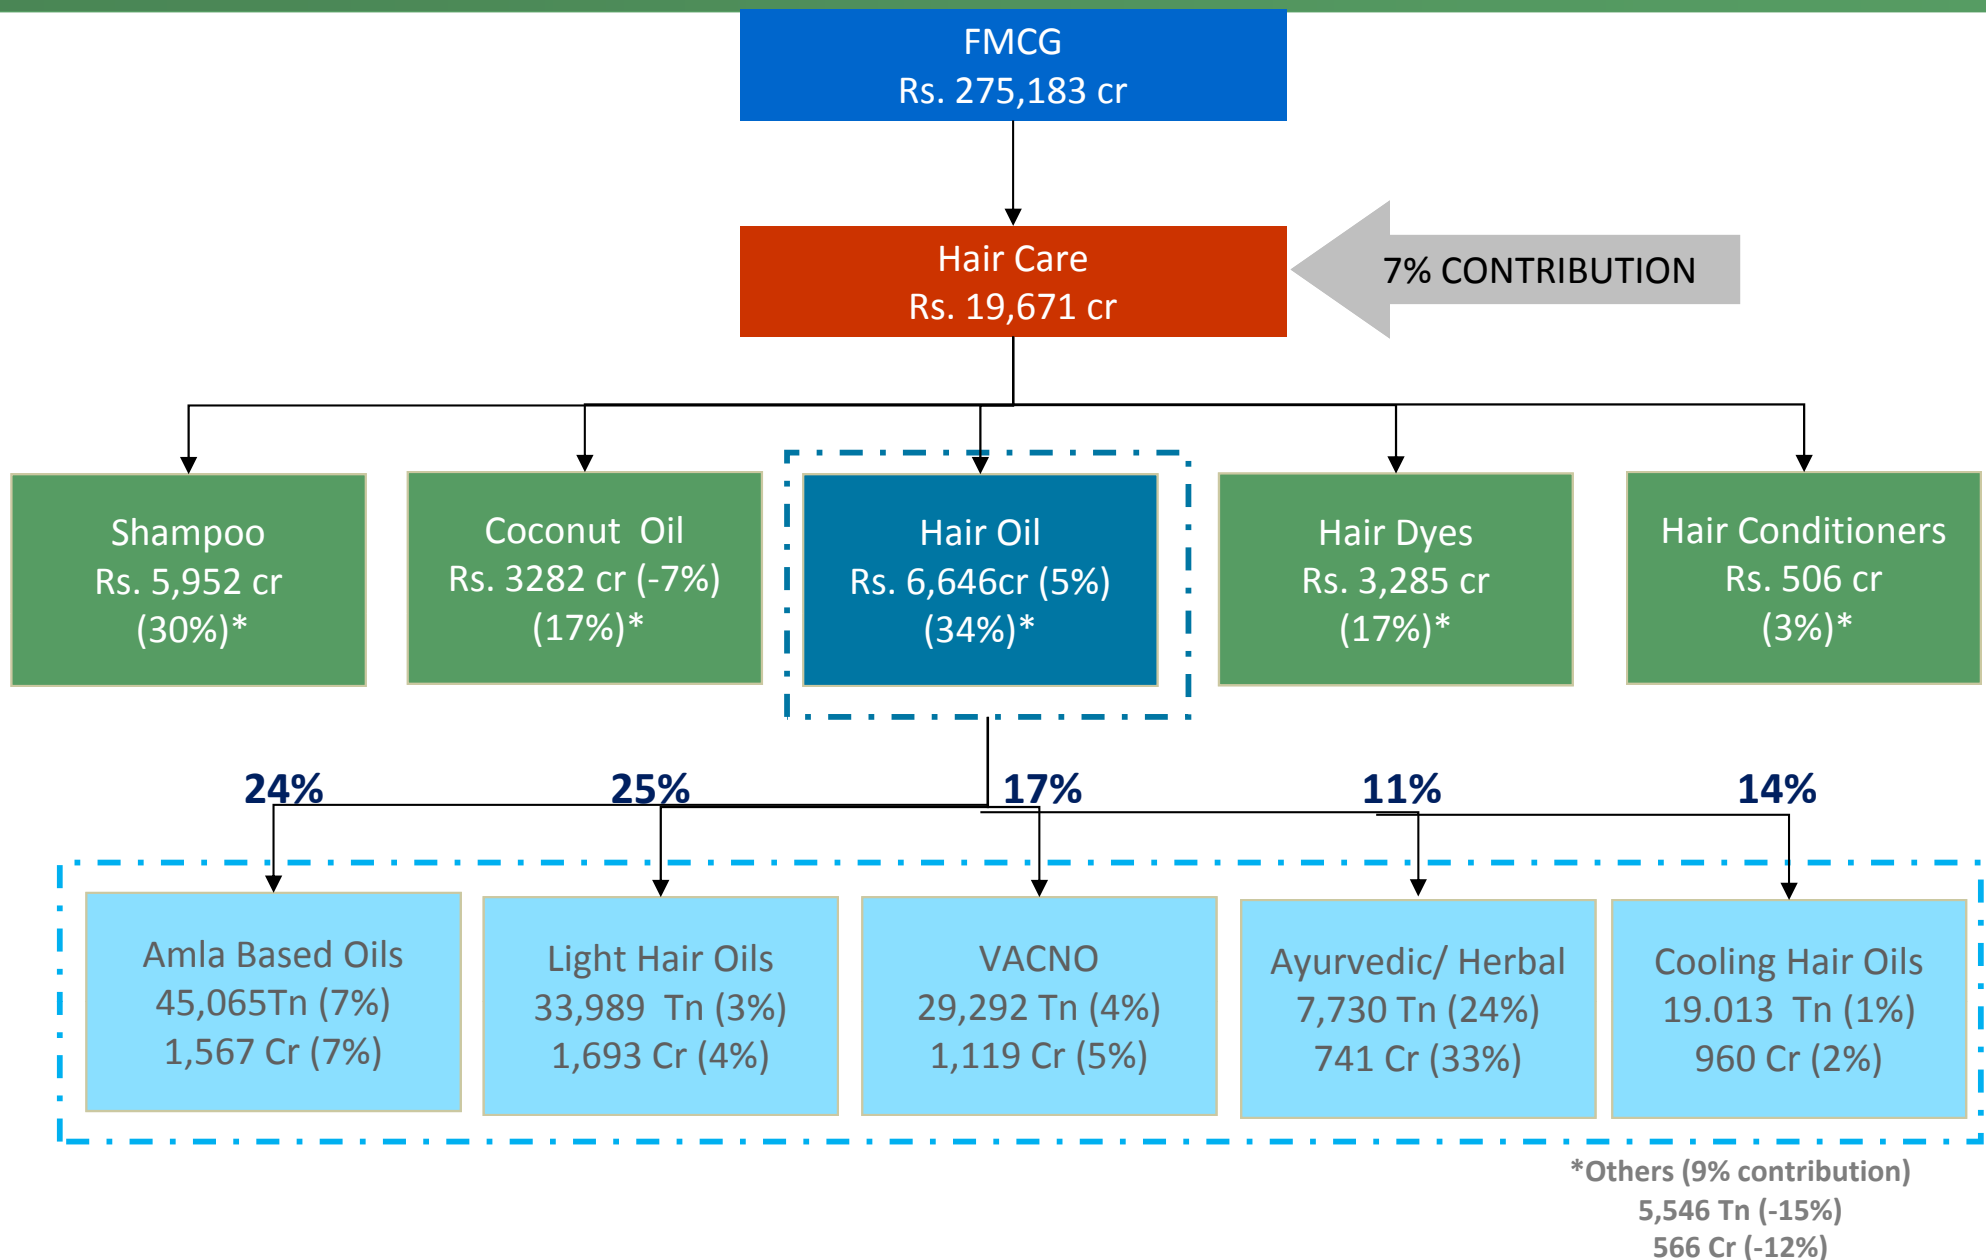 FMCG
Rs. 275,183 cr
Hair Care
Rs. 19,671 cr
7% CONTRIBUTION
Shampoo
Rs. 5,952 cr
(30%)*
Coconut  Oil
Rs. 3282 cr (-7%)
(17%)*
Hair Oil
Rs. 6,646cr (5%)
(34%)*
Hair Dyes
Rs. 3,285 cr
(17%)*
Hair Conditioners
Rs. 506 cr
(3%)*
24%
25%
17%
11%
14%
Amla Based Oils
45,065Tn (7%)
1,567 Cr (7%)
Light Hair Oils
33,989  Tn (3%)
1,693 Cr (4%)
VACNO
29,292 Tn (4%)
1,119 Cr (5%)
Ayurvedic/ Herbal
7,730 Tn (24%)
741 Cr (33%)
Cooling Hair Oils
19.013  Tn (1%)
960 Cr (2%)
*Others (9% contribution)
5,546 Tn (-15%)
566 Cr (-12%)